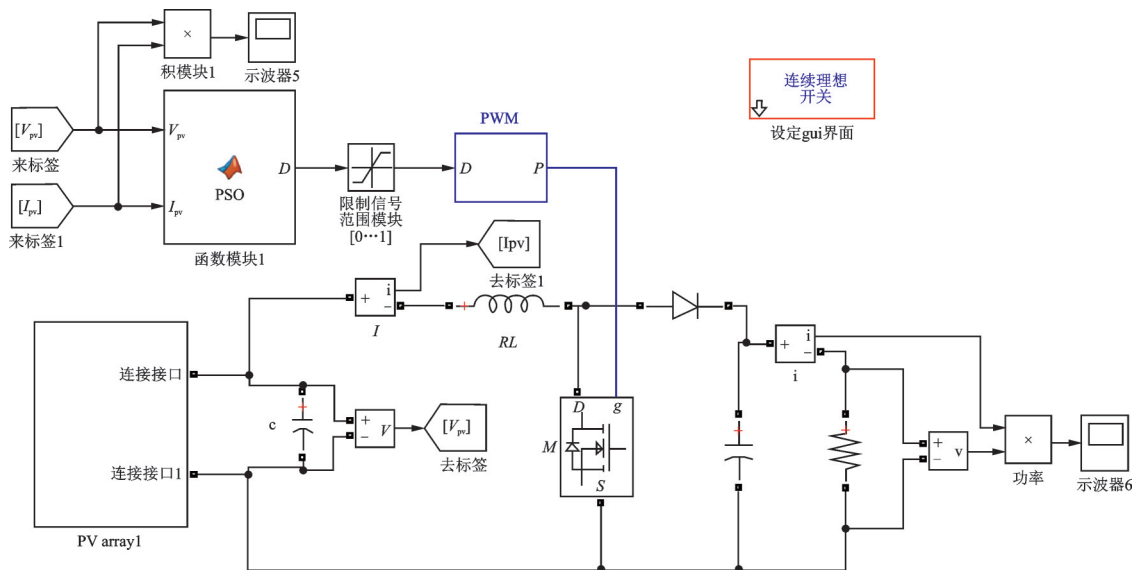 ×
积模块1
示波器5
连续理想
开关
设定gui界面
[Vpv]
来标签
[Ipv]
来标签1
Vpv
Ipv
PSO
D
函数模块1
限制信号
范围模块
[0…1]
PWM
D
P
[Ipv]
去标签1
+
i
−
I
RL
连接接口
连接接口1
PV array1
c
+
−
V
[Vpv]
去标签
D
g
M
S
+
i
−
i
+
−
v
×
功率
示波器6